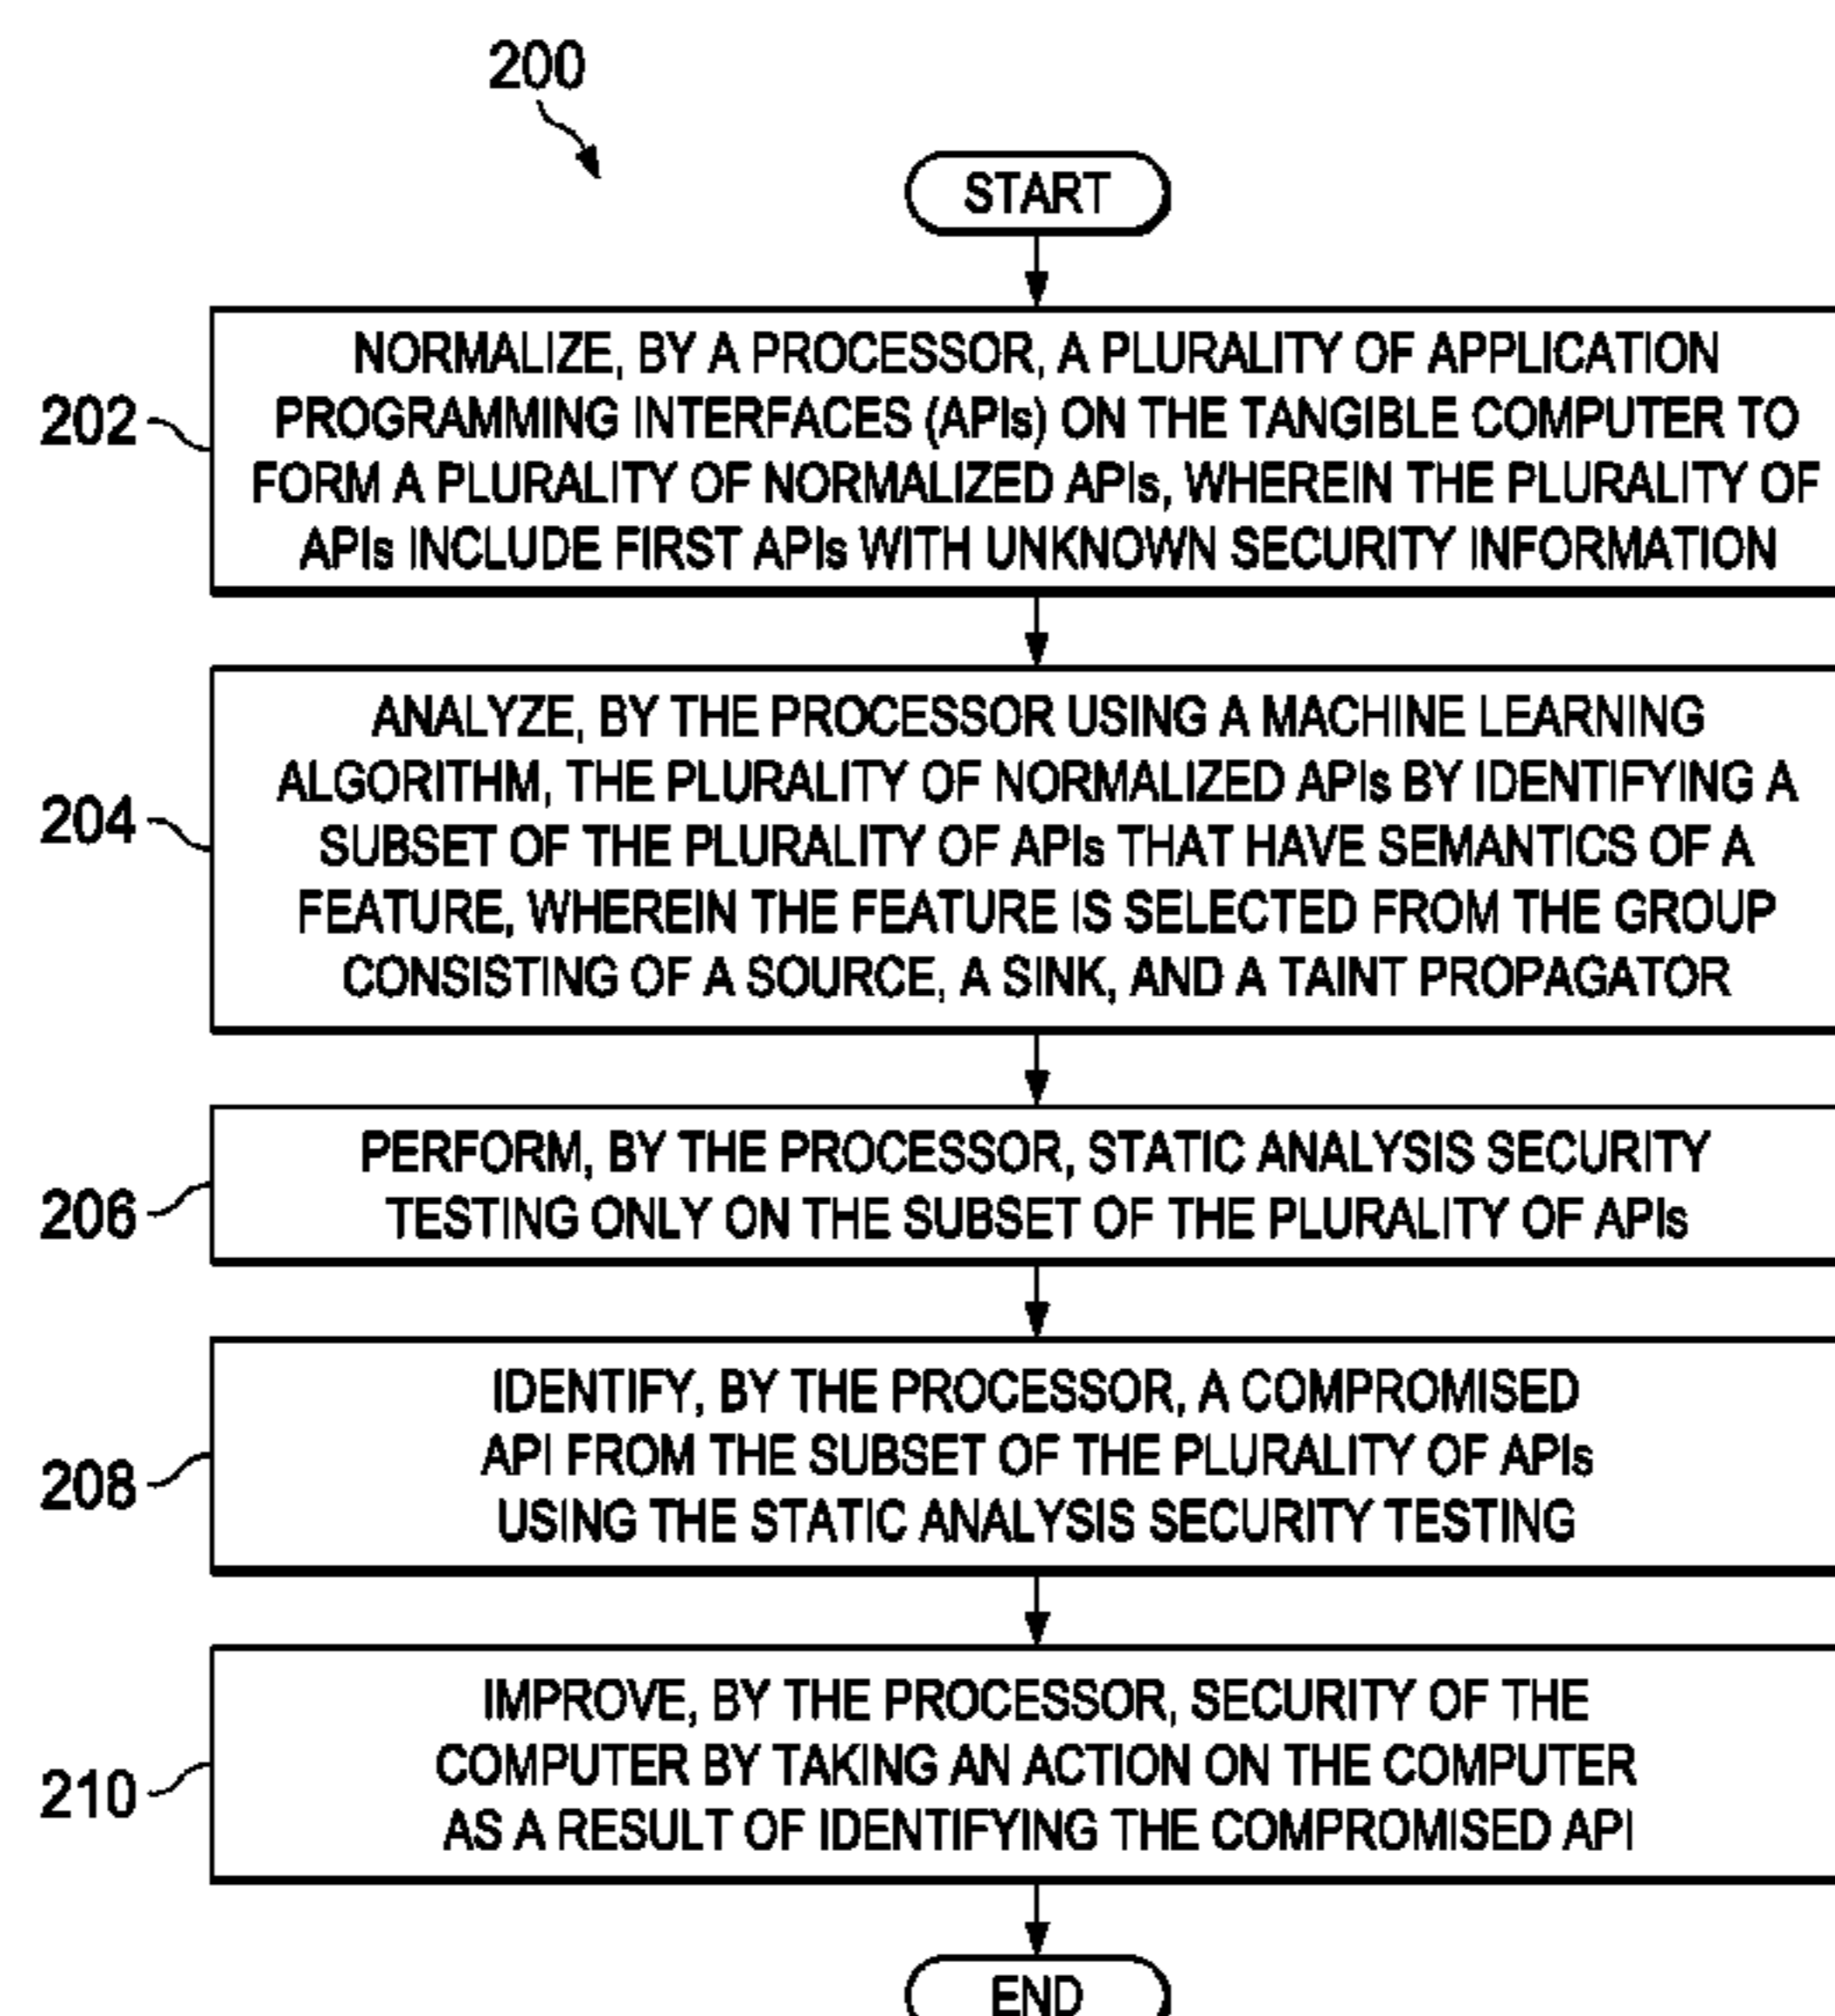 200
START
202
NORMALIZE, BY A PROCESSOR, A PLURALITY OF APPLICATION
PROGRAMMING INTERFACES (APIs) ON THE TANGIBLE COMPUTER TO
FORM A PLURALITY OF NORMALIZED APIs, WHEREIN THE PLURALITY OF
APIs INCLUDE FIRST APIs WITH UNKNOWN SECURITY INFORMATION
204
ANALYZE, BY THE PROCESSOR USING A MACHINE LEARNING
ALGORITHM, THE PLURALITY OF NORMALIZED APIs BY IDENTIFYING A
SUBSET OF THE PLURALITY OF APIs THAT HAVE SEMANTICS OF A
FEATURE, WHEREIN THE FEATURE IS SELECTED FROM THE GROUP
CONSISTING OF A SOURCE, A SINK, AND A TAINT PROPAGATOR
206
PERFORM, BY THE PROCESSOR, STATIC ANALYSIS SECURITY
TESTING ONLY ON THE SUBSET OF THE PLURALITY OF APIs
208
IDENTIFY, BY THE PROCESSOR, A COMPROMISED
API FROM THE SUBSET OF THE PLURALITY OF APIs
USING THE STATIC ANALYSIS SECURITY TESTING
210
IMPROVE, BY THE PROCESSOR, SECURITY OF THE
COMPUTER BY TAKING AN ACTION ON THE COMPUTER
AS A RESULT OF IDENTIFYING THE COMPROMISED API
END